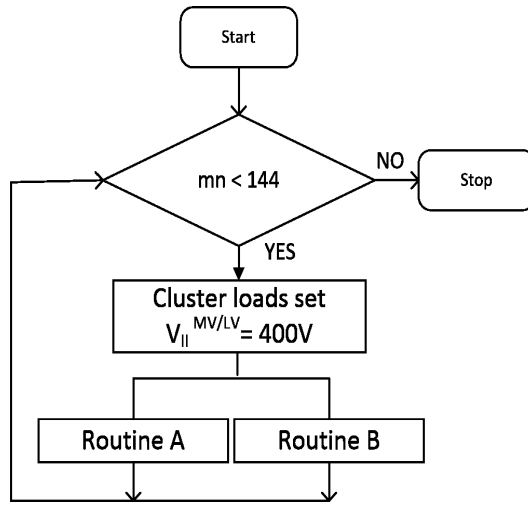 Start
mn < 144
NO
Stop
YES
Cluster loads set
V_ll ^MV/LV = 400V
Routine A
Routine B